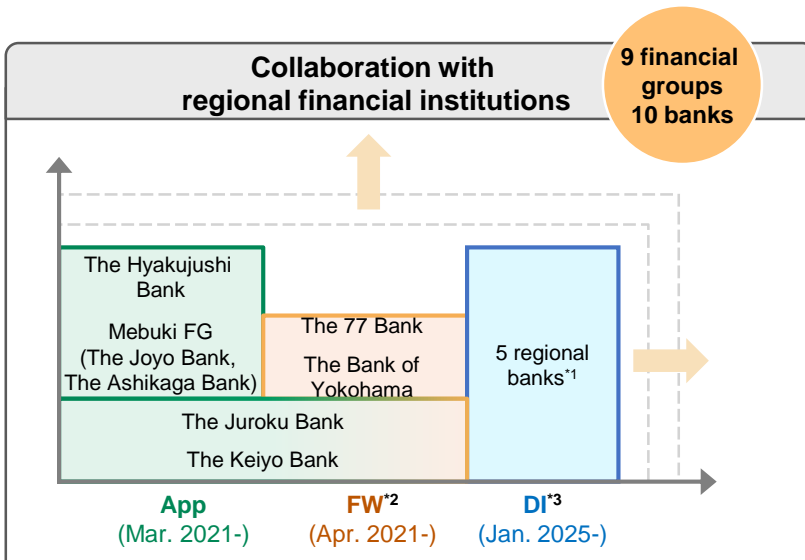 Collaboration with
regional financial institutions
9 financial
groups
10 banks
The Hyakujushi
Bank
Mebuki FG
(The Joyo Bank,
The Ashikaga Bank)
The 77 Bank
The Bank of
Yokohama
The Juroku Bank
The Keiyo Bank
5 regional
banks*1
App
(Mar. 2021-)
FW*2
(Apr. 2021-)
DI*3
(Jan. 2025-)